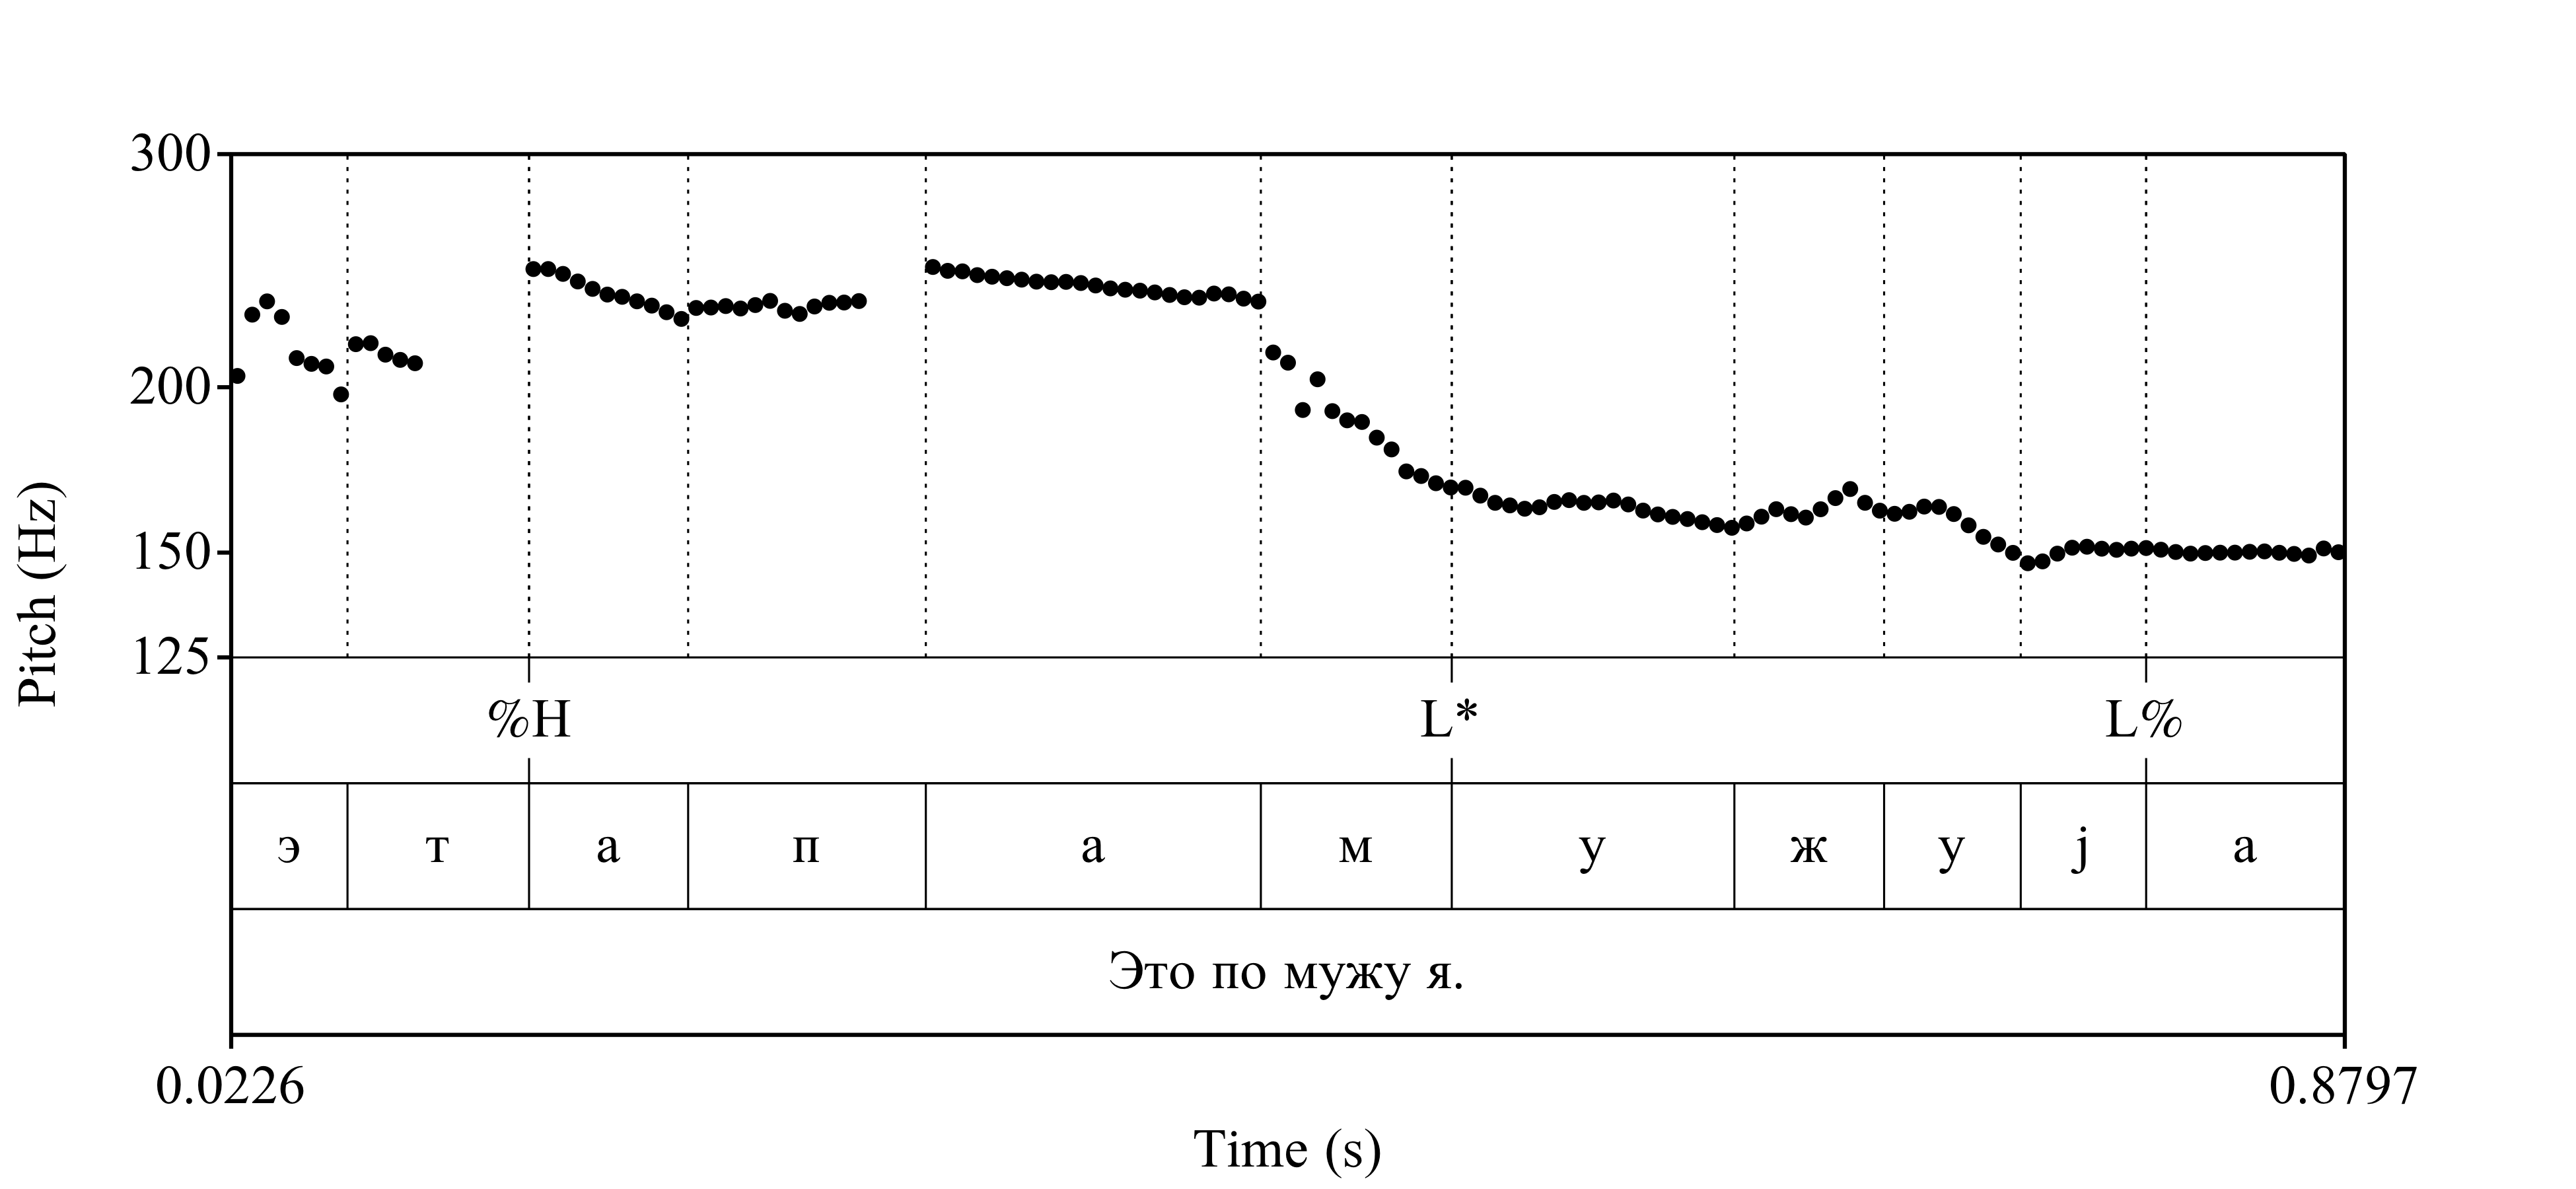 300
200
150
125
Pitch (Hz)
%H L* L%
э т а п а м у ж у j а
Это по мужу я.
0.0226 0.8797
Time (s)